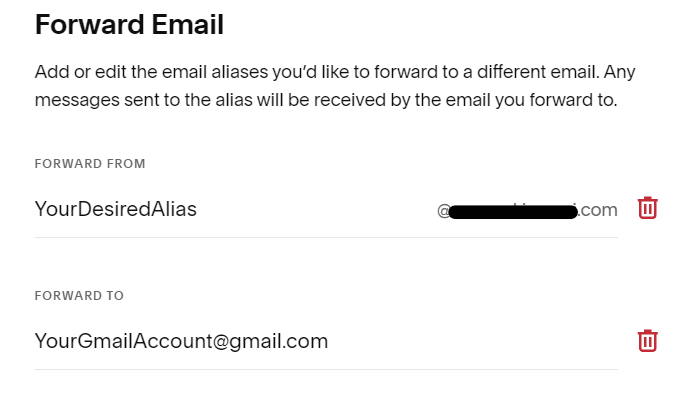 Forward Email
Add or edit the email aliases you’d like to forward to a different email. Any
messages sent to the alias will be received by the email you forward to.
FORWARD FROM
YourDesiredAlias @ .com
FORWARD TO
YourGmailAccount@gmail.com